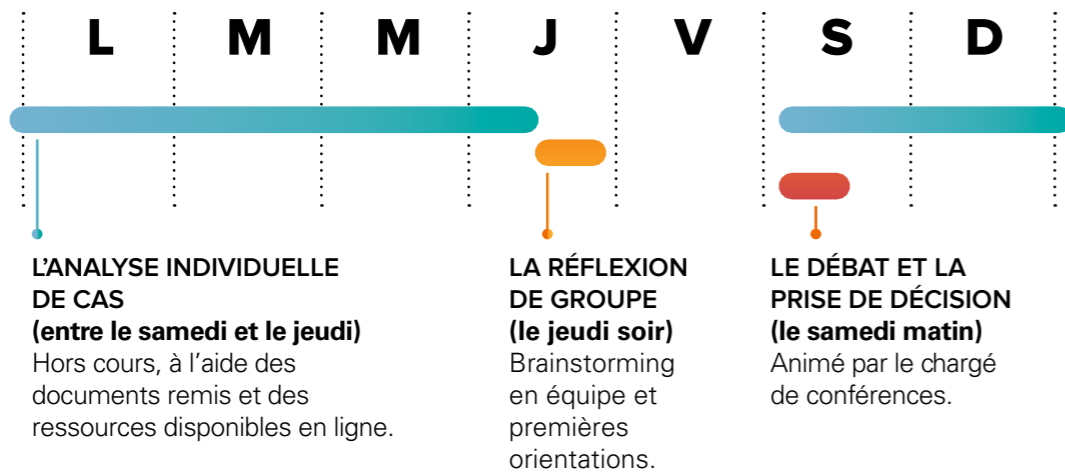 L M M J V S D
L'ANALYSE INDIVIDUELLE
DE CAS
(entre le samedi et le jeudi)
Hors cours, à l'aide des
documents remis et des
ressources disponibles en ligne.
LA RÉFLEXION
DE GROUPE
(le jeudi soir)
Brainstorming
en équipe et
premières
orientations.
LE DÉBAT ET LA
PRISE DE DÉCISION
(le samedi matin)
Animé par le chargé
de conférences.